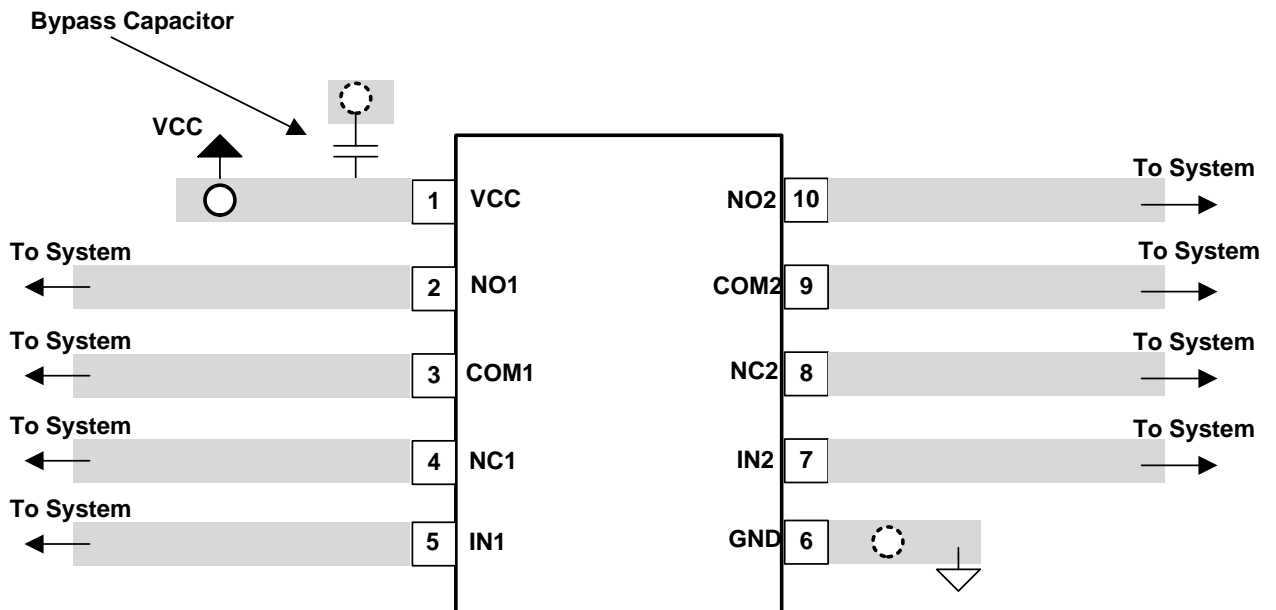 Bypass Capacitor
VCC
1 VCC
NO2 10
To System
To System
2 NO1
COM2 9
To System
To System
3 COM1
NC2 8
To System
To System
4 NC1
IN2 7
To System
To System
5 IN1
GND 6